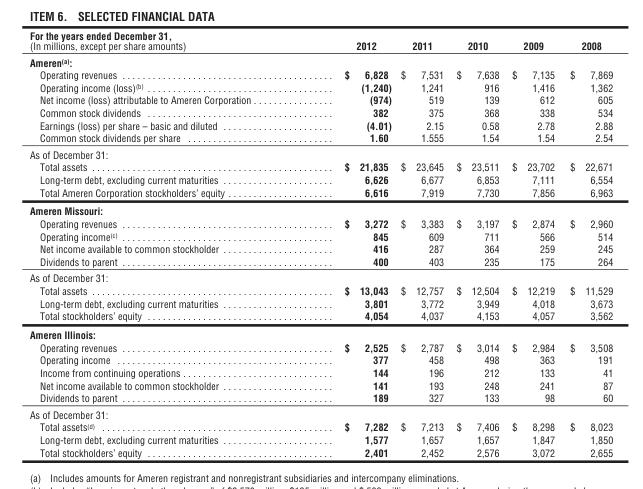 ITEM 6. SELECTED FINANCIAL DATA
For the years ended December 31,
(In millions, except per share amounts) 2012 2011 2010 2009 2008
Ameren(a):
Operating revenues $ 6,828 $ 7,531 $ 7,638 $ 7,135 $ 7,869
Operating income (loss)(b) (1,240) 1,241 916 1,416 1,362
Net income (loss) attributable to Ameren Corporation (974) 519 139 612 605
Common stock dividends 382 375 368 338 534
Earnings (loss) per share – basic and diluted (4.01) 2.15 0.58 2.78 2.88
Common stock dividends per share 1.60 1.555 1.54 1.54 2.54
As of December 31:
Total assets $ 21,835 $ 23,645 $ 23,511 $ 23,702 $ 22,671
Long-term debt, excluding current maturities 6,626 6,677 6,853 7,111 6,554
Total Ameren Corporation stockholders' equity 6,616 7,919 7,730 7,856 6,963
Ameren Missouri:
Operating revenues $ 3,272 $ 3,383 $ 3,197 $ 2,874 $ 2,960
Operating income(c) 845 609 711 566 514
Net income available to common stockholder 416 287 364 259 245
Dividends to parent 400 403 235 175 264
As of December 31:
Total assets $ 13,043 $ 12,757 $ 12,504 $ 12,219 $ 11,529
Long-term debt, excluding current maturities 3,801 3,772 3,949 4,018 3,673
Total stockholders' equity 4,054 4,037 4,153 4,057 3,562
Ameren Illinois:
Operating revenues $ 2,525 $ 2,787 $ 3,014 $ 2,984 $ 3,508
Operating income 377 458 498 363 191
Income from continuing operations 144 196 212 133 41
Net income available to common stockholder 141 193 248 241 87
Dividends to parent 189 327 133 98 60
As of December 31:
Total assets(d) $ 7,282 $ 7,213 $ 7,406 $ 8,298 $ 8,023
Long-term debt, excluding current maturities 1,577 1,657 1,657 1,847 1,850
Total stockholders' equity 2,401 2,452 2,576 3,072 2,655
(a) Includes amounts for Ameren registrant and nonregistrant subsidiaries and intercompany eliminations.